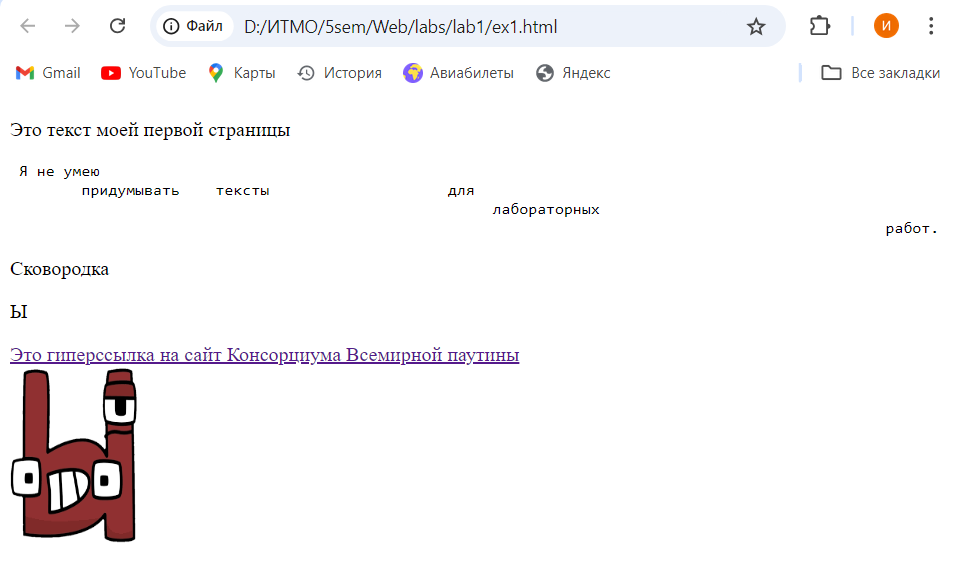 Файл D:/ИТМО/5sem/Web/labs/lab1/ex1.html И
Gmail YouTube Карты История Авиабилеты Яндекс Все закладки
Это текст моей первой страницы
Я не умею
придумывать тексты для
лабораторных
работ.
Сковородка
Ы
Это гиперссылка на сайт Консорциума Всемирной паутины